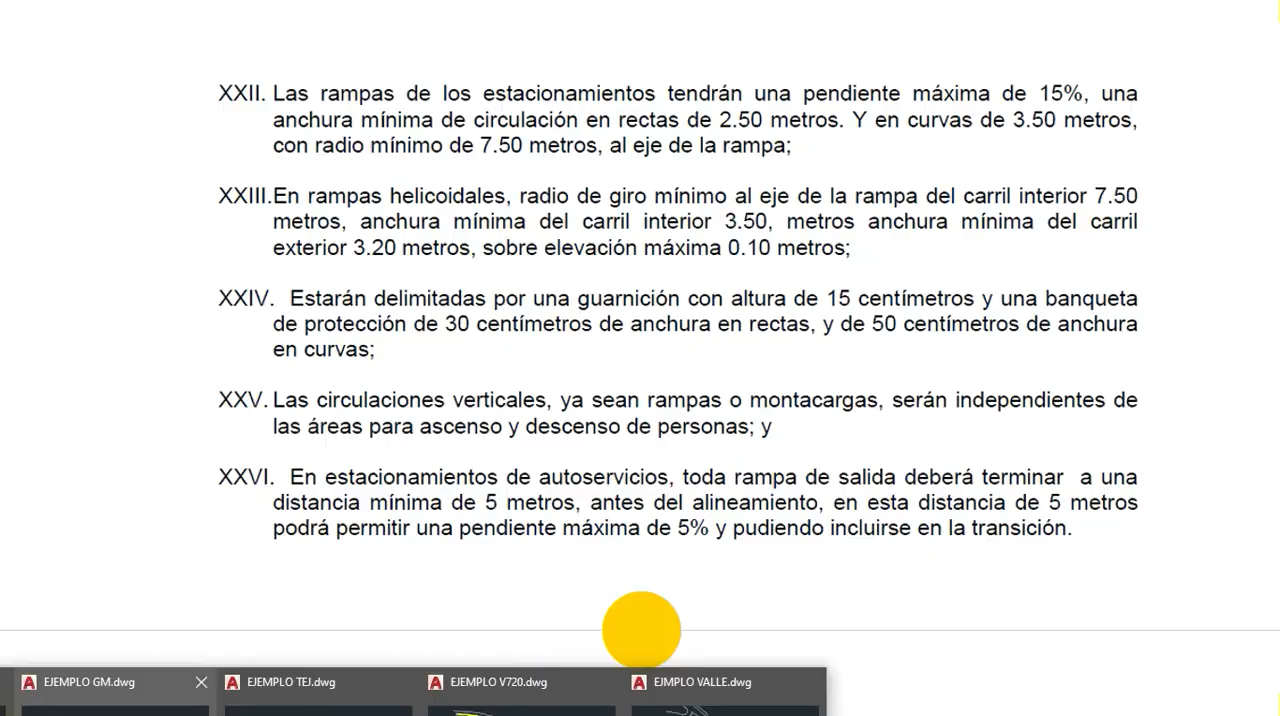 XXII. Las rampas de los estacionamientos tendrán una pendiente máxima de 15%, una
anchura mínima de circulación en rectas de 2.50 metros. Y en curvas de 3.50 metros,
con radio mínimo de 7.50 metros, al eje de la rampa;
XXIII.En rampas helicoidales, radio de giro mínimo al eje de la rampa del carril interior 7.50
metros, anchura mínima del carril interior 3.50, metros anchura mínima del carril
exterior 3.20 metros, sobre elevación máxima 0.10 metros;
XXIV. Estarán delimitadas por una guarnición con altura de 15 centímetros y una banqueta
de protección de 30 centímetros de anchura en rectas, y de 50 centímetros de anchura
en curvas;
XXV. Las circulaciones verticales, ya sean rampas o montacargas, serán independientes de
las áreas para ascenso y descenso de personas; y
XXVI. En estacionamientos de autoservicios, toda rampa de salida deberá terminar a una
distancia mínima de 5 metros, antes del alineamiento, en esta distancia de 5 metros
podrá permitir una pendiente máxima de 5% y pudiendo incluirse en la transición.
EJEMPLO GM.dwg EJEMPLO TEJ.dwg EJEMPLO V720.dwg EJMPLO VALLE.dwg